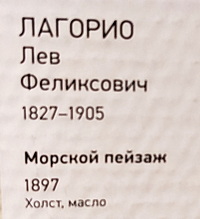 ЛАГОРИО
Лев
Феликсович
1827–1905
Морской пейзаж
1897
Холст, масло